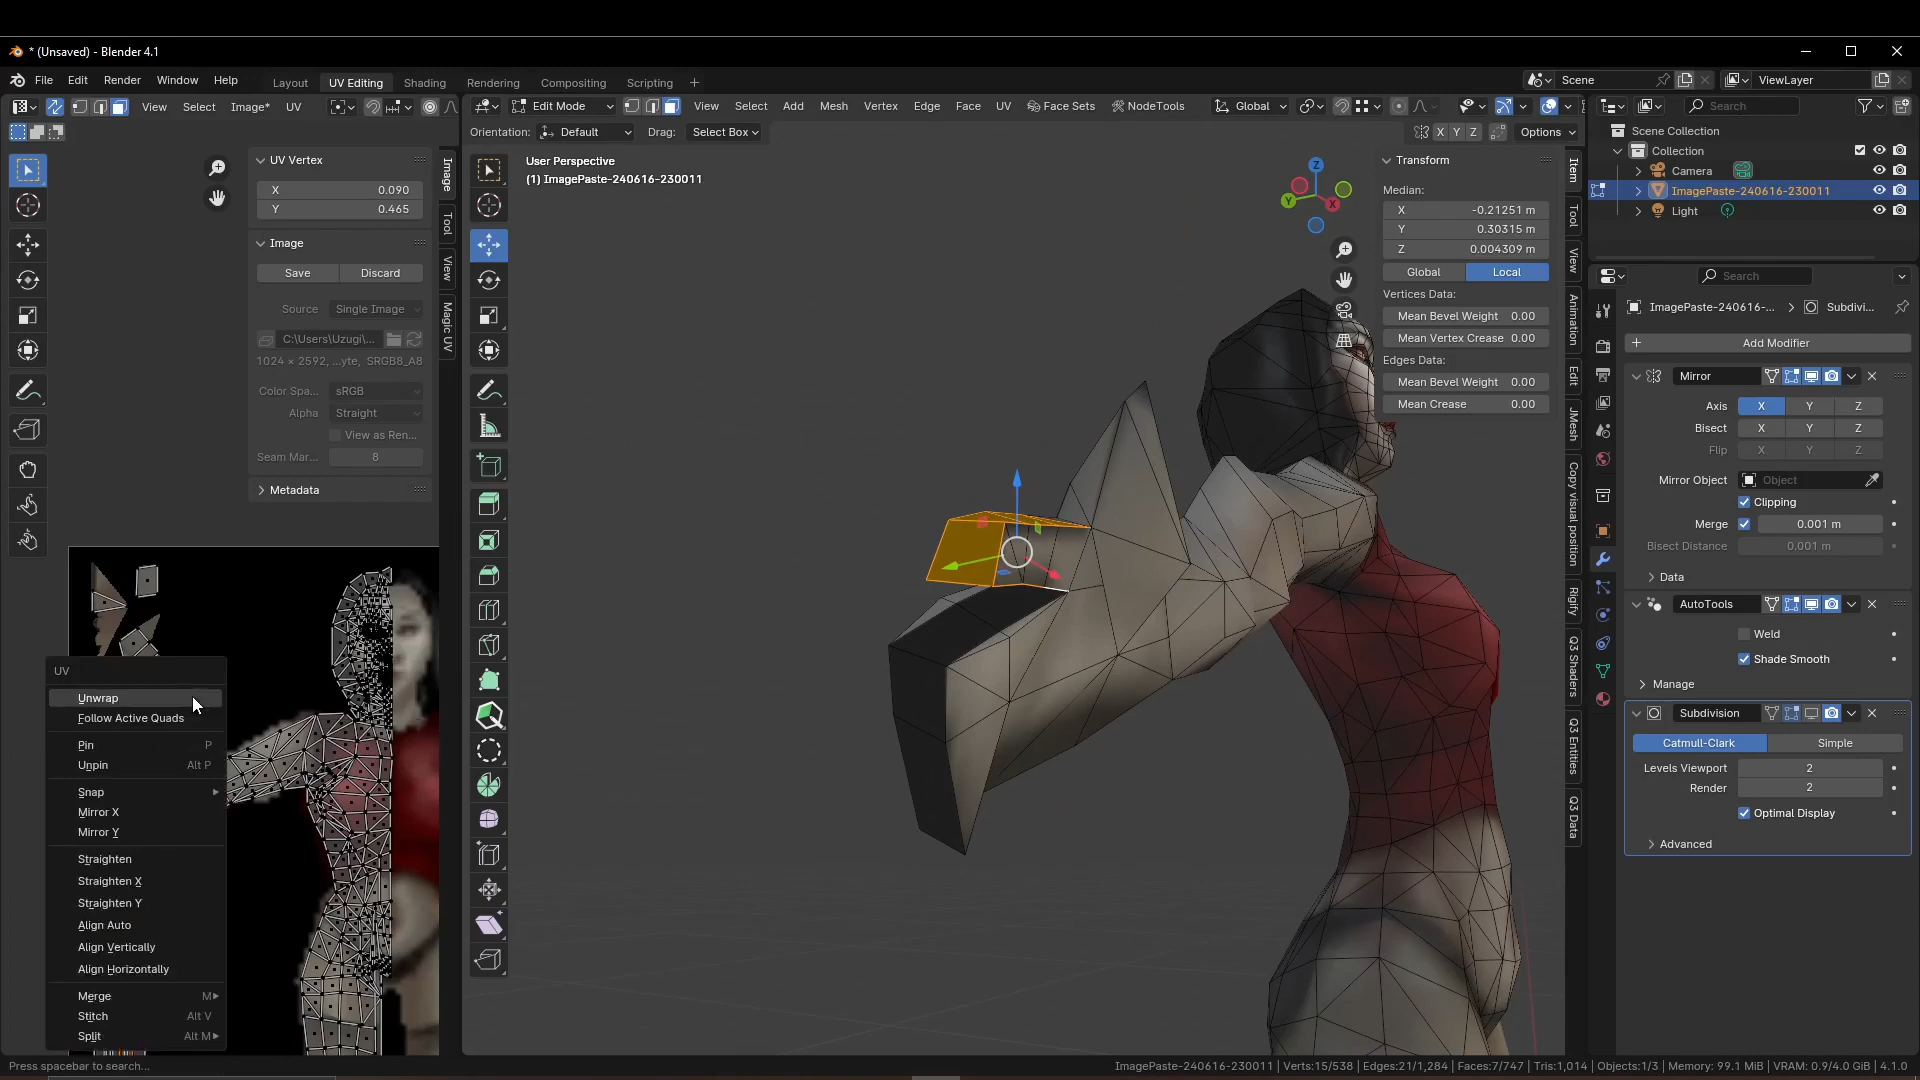 * (Unsaved) - Blender 4.1
File Edit Render Window Help
Layout UV Editing Shading Rendering Compositing Scripting +
Scene
ViewLayer
View Select Image* UV
Edit Mode
View Select Add Mesh Vertex Edge Face UV Face Sets NodeTools
Global
Search
Orientation: Default Drag: Select Box
X Y Z Options
Scene Collection
Collection
Camera
ImagePaste-240616-230011
Light
UV Vertex
X 0.090
Y 0.465
Image
Save Discard
Source Single Image
C:\Users\Uzugi\...
1024 × 2592, ...yte, SRGB8_A8
Color Spa... sRGB
Alpha Straight
View as Ren...
Seam Mar... 8
Metadata
Image
Tool
View
Magic UV
UV
Unwrap
Follow Active Quads
Pin P
Unpin Alt P
Snap
Mirror X
Mirror Y
Straighten
Straighten X
Straighten Y
Align Auto
Align Vertically
Align Horizontally
Merge M
Stitch Alt V
Split Alt M
Press spacebar to search...
User Perspective
(1) ImagePaste-240616-230011
Z
Y
X
Transform
Median:
X -0.21251 m
Y 0.30315 m
Z 0.004309 m
Global Local
Vertices Data:
Mean Bevel Weight 0.00
Mean Vertex Crease 0.00
Edges Data:
Mean Bevel Weight 0.00
Mean Crease 0.00
Item
Tool
View
Animation
Edit
JMesh
Copy visual position
Rigify
Q3 Shaders
Q3 Entities
Q3 Data
Search
ImagePaste-240616-... Subdivi...
+ Add Modifier
Mirror
Axis X Y Z
Bisect X Y Z
Flip X Y Z
Mirror Object Object
Clipping
Merge 0.001 m
Bisect Distance 0.001 m
Data
AutoTools
Weld
Shade Smooth
Manage
Subdivision
Catmull-Clark Simple
Levels Viewport 2
Render 2
Optimal Display
Advanced
ImagePaste-240616-230011 | Verts:15/538 | Edges:21/1,284 | Faces:7/747 | Tris:1,014 | Objects:1/3 | Memory: 99.1 MiB | VRAM: 0.9/4.0 GiB | 4.1.0